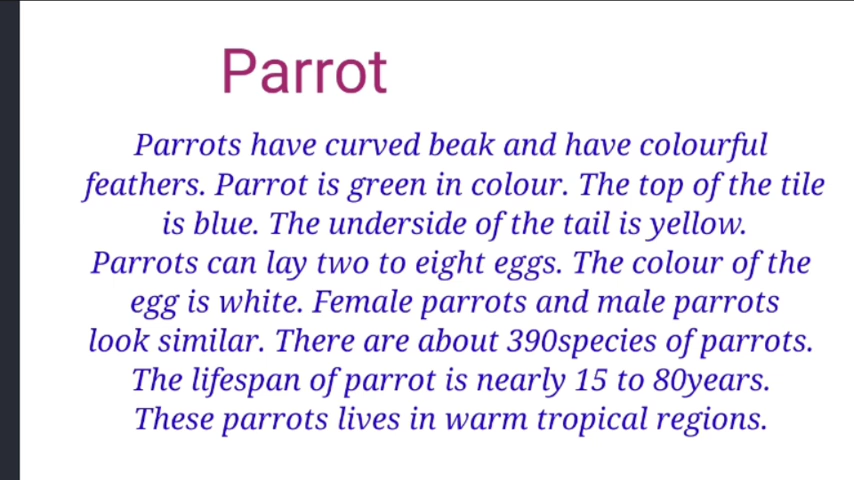 Parrot
Parrots have curved beak and have colourful
feathers. Parrot is green in colour. The top of the tile
is blue. The underside of the tail is yellow.
Parrots can lay two to eight eggs. The colour of the
egg is white. Female parrots and male parrots
look similar. There are about 390species of parrots.
The lifespan of parrot is nearly 15 to 80years.
These parrots lives in warm tropical regions.